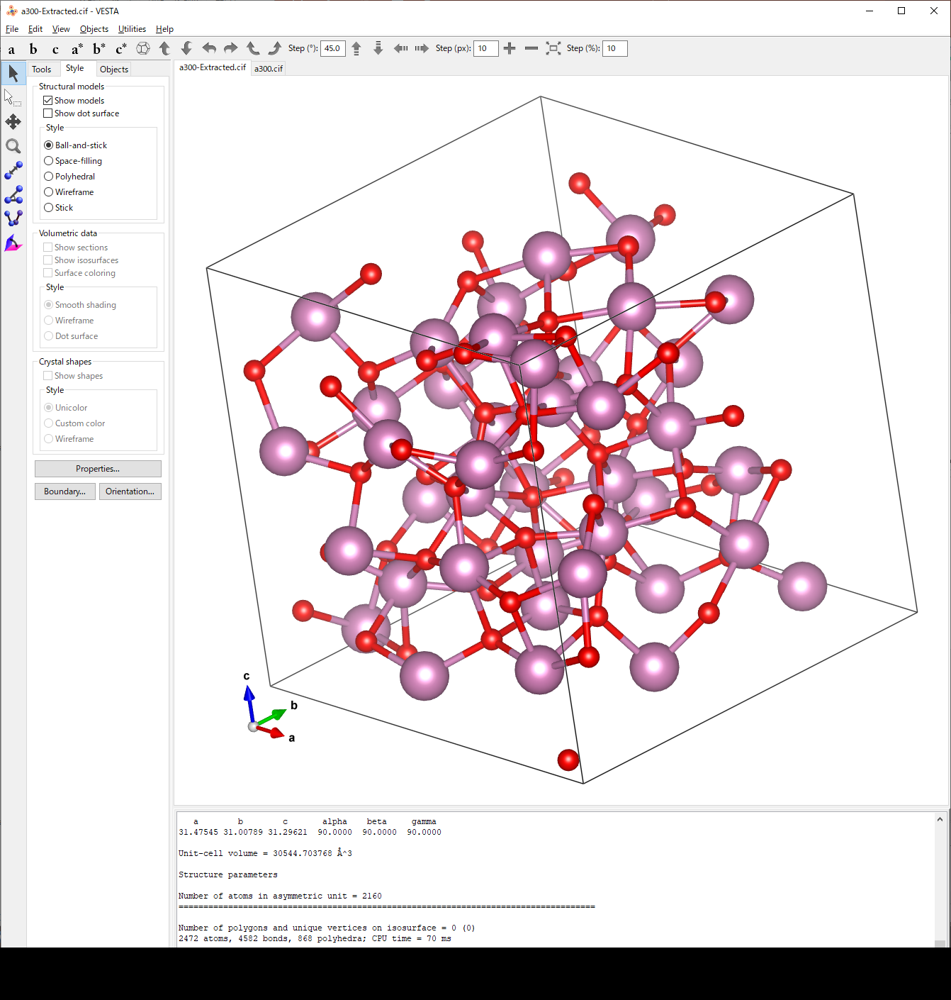 a300-Extracted.cif - VESTA
File Edit View Objects Utilities Help
a b c a* b* c* Step (°): 45.0 Step (px): 10 Step (%): 10
Tools Style Objects
a300-Extracted.cif a300.cif
Structural models
Show models
Show dot surface
Style
Ball-and-stick
Space-filling
Polyhedral
Wireframe
Stick
Volumetric data
Show sections
Show isosurfaces
Surface coloring
Style
Smooth shading
Wireframe
Dot surface
Crystal shapes
Show shapes
Style
Unicolor
Custom color
Wireframe
Properties...
Boundary... Orientation...
c
b
a
a b c alpha beta gamma
31.47545 31.00789 31.29621 90.0000 90.0000 90.0000
Unit-cell volume = 30544.703768 Å^3
Structure parameters
Number of atoms in asymmetric unit = 2160
====================================================================================
Number of polygons and unique vertices on isosurface = 0 (0)
2472 atoms, 4582 bonds, 868 polyhedra; CPU time = 70 ms